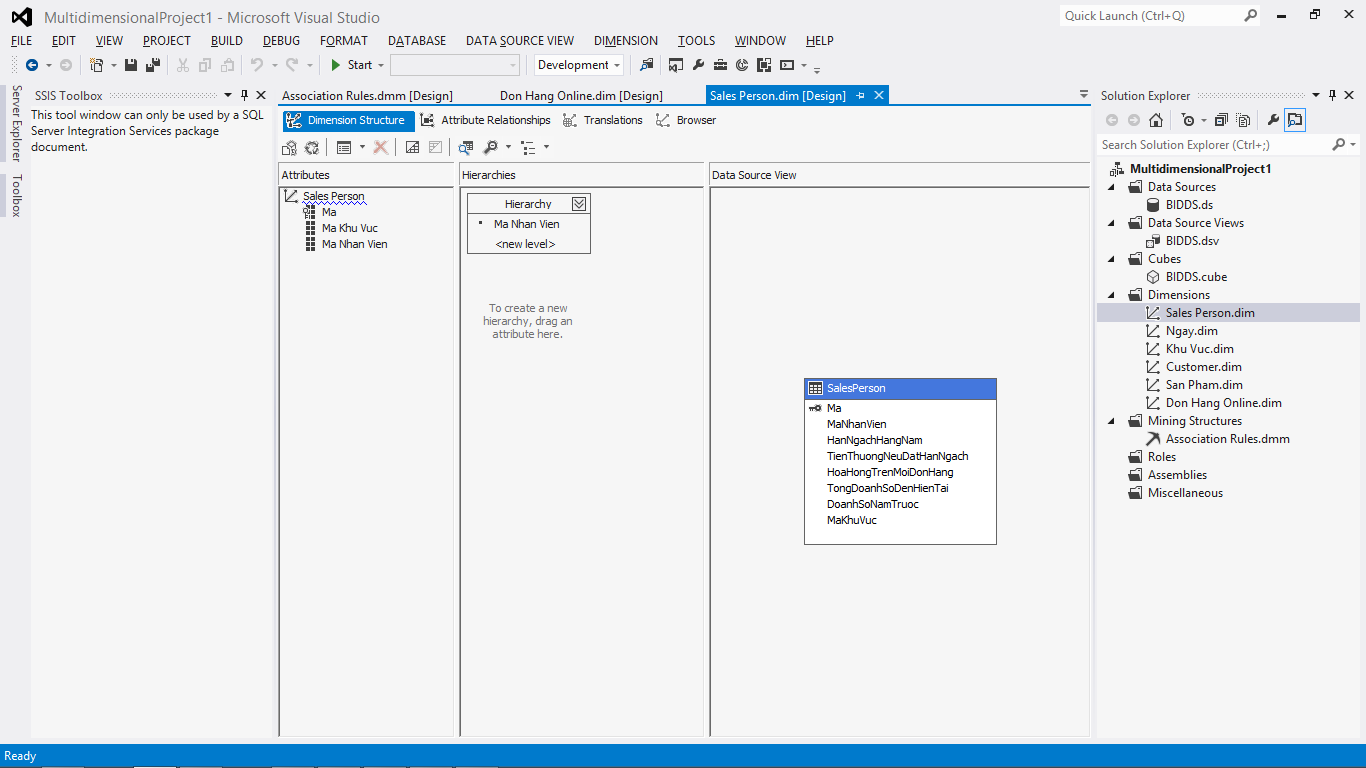 MultidimensionalProject1 - Microsoft Visual Studio
Quick Launch (Ctrl+Q)
FILE EDIT VIEW PROJECT BUILD DEBUG FORMAT DATABASE DATA SOURCE VIEW DIMENSION TOOLS WINDOW HELP
Start
Development
Server Explorer
Toolbox
SSIS Toolbox
This tool window can only be used by a SQL
Server Integration Services package
document.
Association Rules.dmm [Design]
Don Hang Online.dim [Design]
Sales Person.dim [Design]
Dimension Structure
Attribute Relationships
Translations
Browser
Attributes
Sales Person
Ma
Ma Khu Vuc
Ma Nhan Vien
Hierarchies
Hierarchy
Ma Nhan Vien
<new level>
To create a new
hierarchy, drag an
attribute here.
Data Source View
SalesPerson
Ma
MaNhanVien
HanNgachHangNam
TienThuongNeuDatHanNgach
HoaHongTrenMoiDonHang
TongDoanhSoDenHienTai
DoanhSoNamTruoc
MaKhuVuc
Solution Explorer
Search Solution Explorer (Ctrl+;)
MultidimensionalProject1
Data Sources
BIDDS.ds
Data Source Views
BIDDS.dsv
Cubes
BIDDS.cube
Dimensions
Sales Person.dim
Ngay.dim
Khu Vuc.dim
Customer.dim
San Pham.dim
Don Hang Online.dim
Mining Structures
Association Rules.dmm
Roles
Assemblies
Miscellaneous
Ready